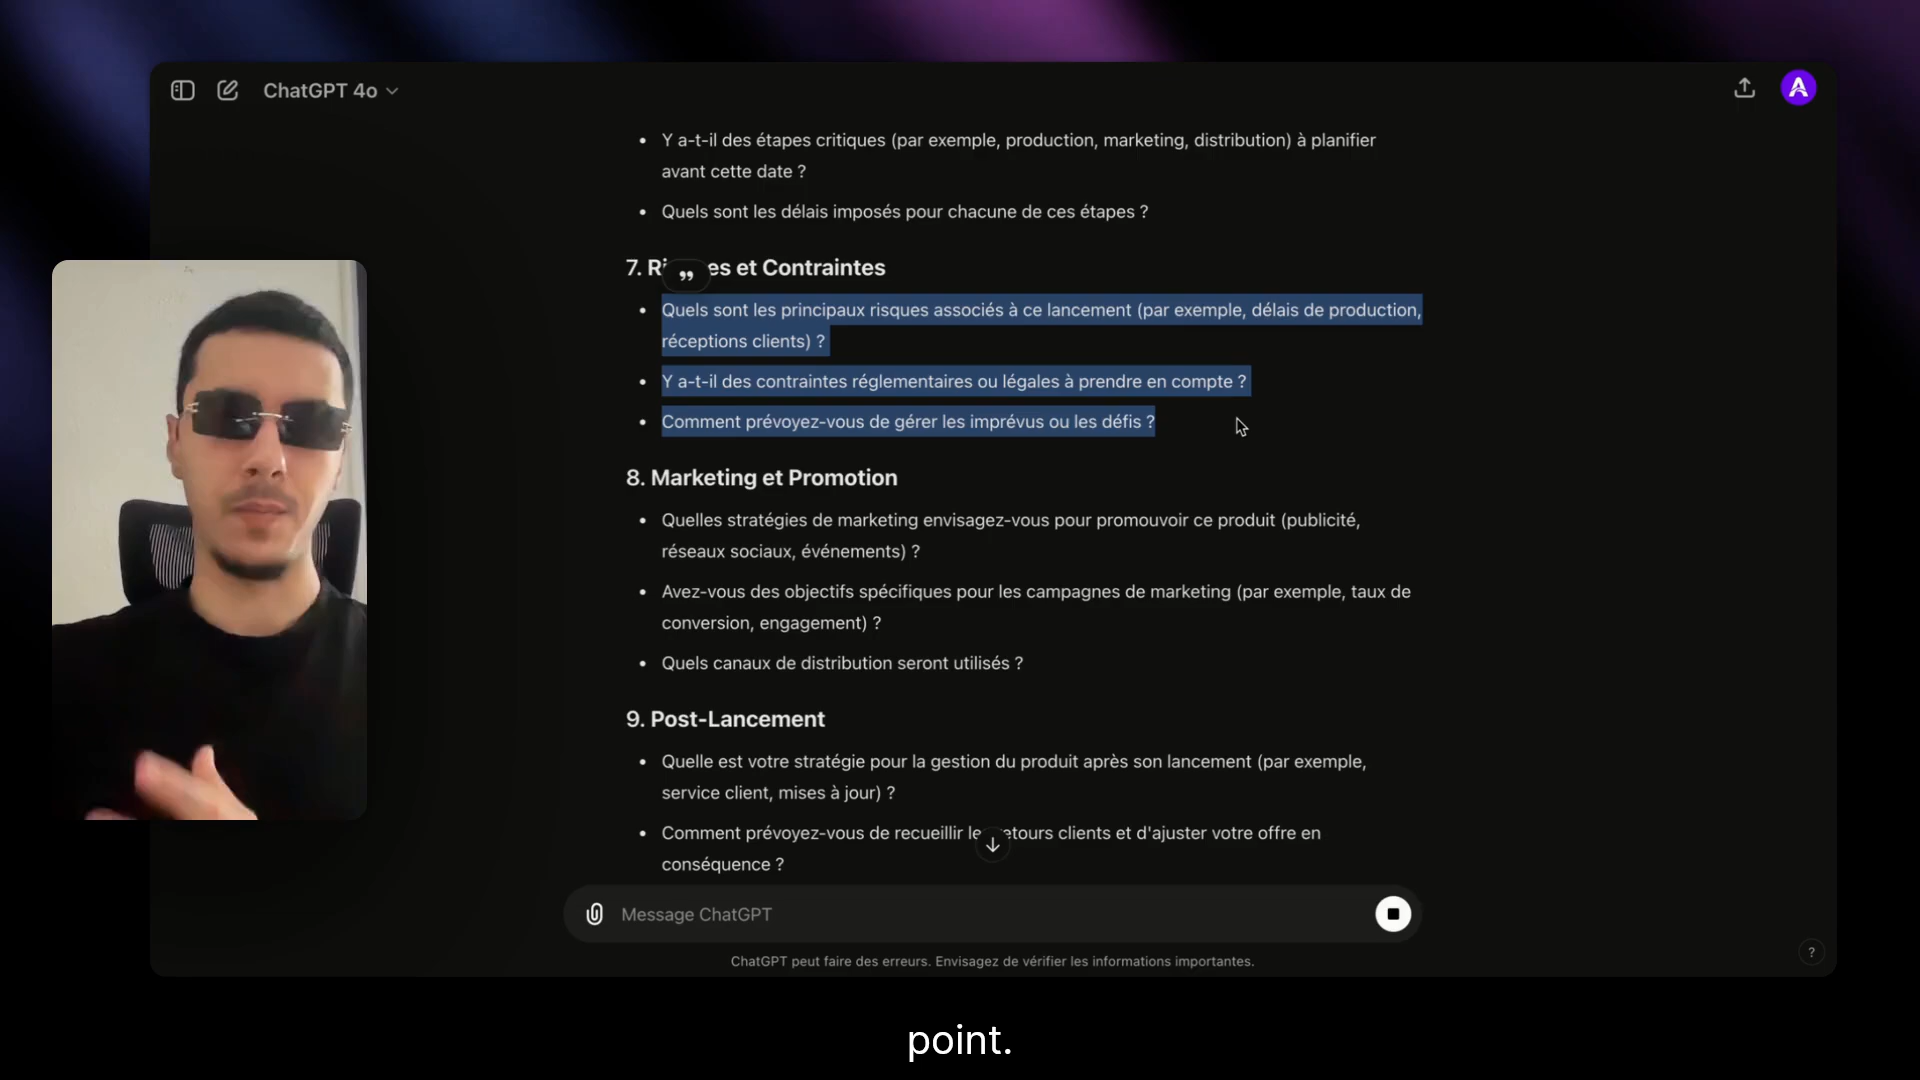 ChatGPT 4o
Y a-t-il des étapes critiques (par exemple, production, marketing, distribution) à planifier
avant cette date ?
Quels sont les délais imposés pour chacune de ces étapes ?
7. R es et Contraintes
Quels sont les principaux risques associés à ce lancement (par exemple, délais de production,
réceptions clients) ?
Y a-t-il des contraintes réglementaires ou légales à prendre en compte ?
Comment prévoyez-vous de gérer les imprévus ou les défis ?
8. Marketing et Promotion
Quelles stratégies de marketing envisagez-vous pour promouvoir ce produit (publicité,
réseaux sociaux, événements) ?
Avez-vous des objectifs spécifiques pour les campagnes de marketing (par exemple, taux de
conversion, engagement) ?
Quels canaux de distribution seront utilisés ?
9. Post-Lancement
Quelle est votre stratégie pour la gestion du produit après son lancement (par exemple,
service client, mises à jour) ?
Comment prévoyez-vous de recueillir le etours clients et d'ajuster votre offre en
conséquence ?
Message ChatGPT
ChatGPT peut faire des erreurs. Envisagez de vérifier les informations importantes.
?
point.